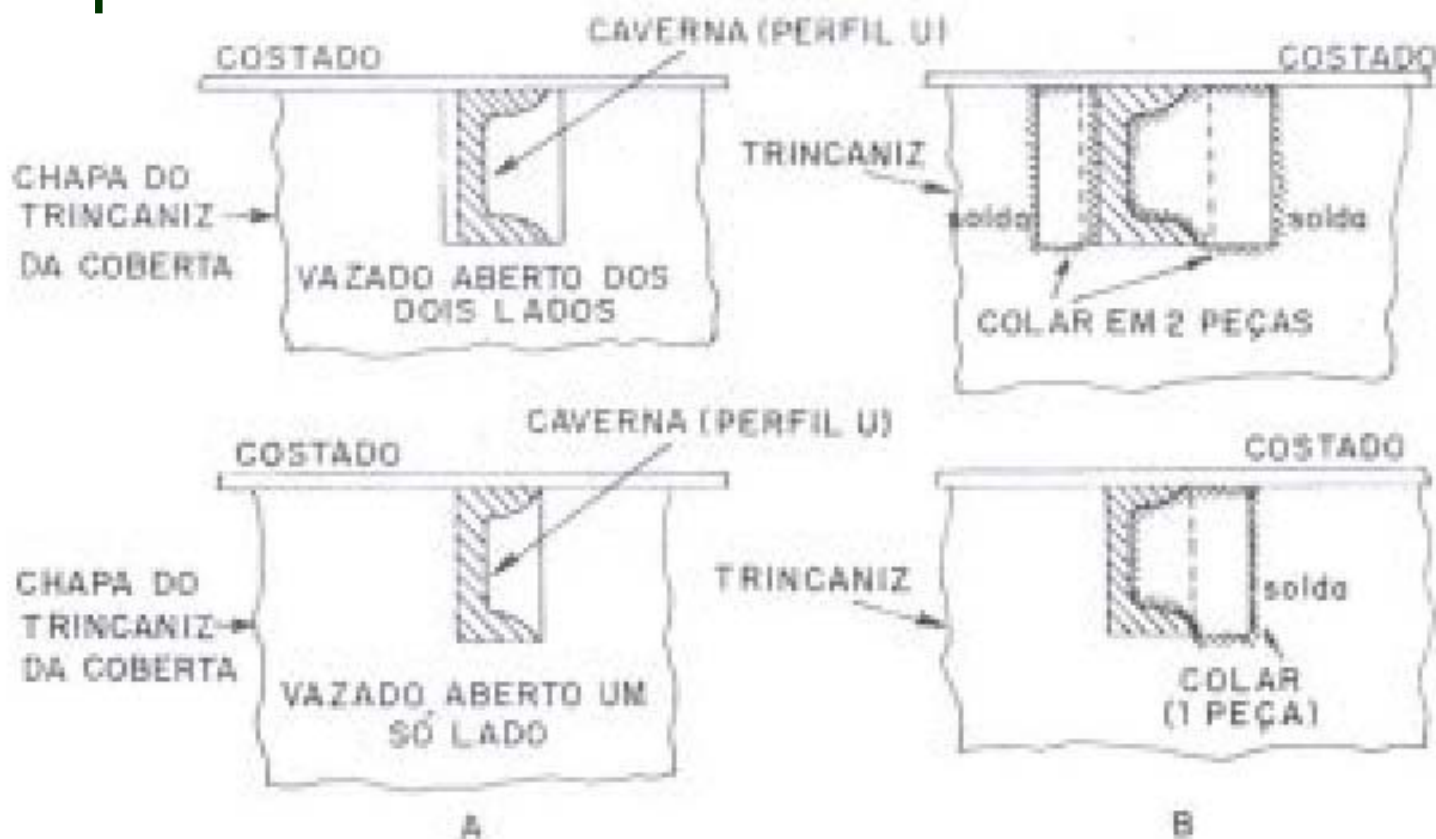 CAVERNA (PERFIL U)
COSTADO
CHAPA DO
TRINCANIZ
DA COBERTA
VAZADO ABERTO DOS
DOIS LADOS
COSTADO
TRINCANIZ
solda
solda
COLAR EM 2 PEÇAS
CAVERNA (PERFIL U)
COSTADO
CHAPA DO
TRINCANIZ
DA COBERTA
VAZADO ABERTO UM
SÓ LADO
A
COSTADO
TRINCANIZ
solda
COLAR
(1 PEÇA)
B